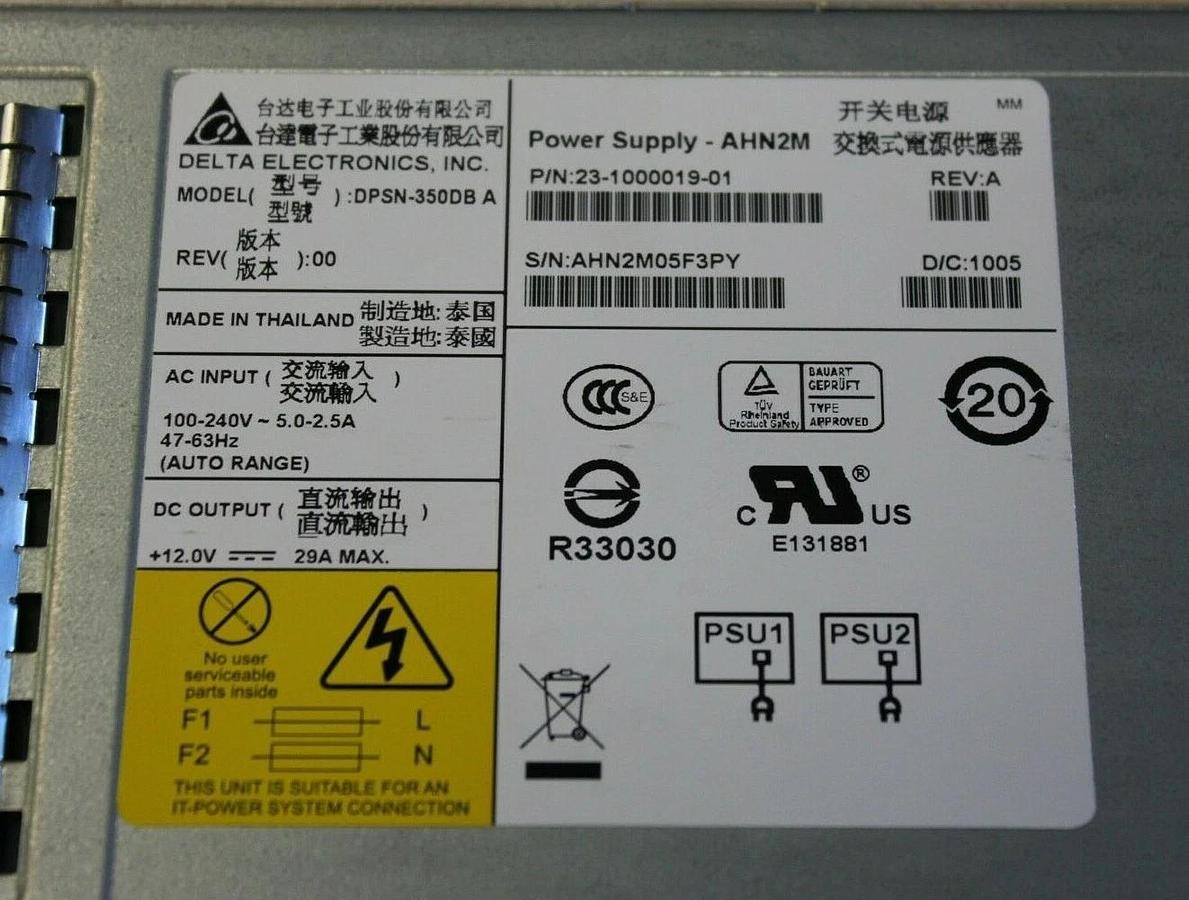 台达电子工业股份有限公司
台達電子工業股份有限公司
DELTA ELECTRONICS, INC.
MODEL( 型号 ) :DPSN-350DB A
型號
REV( 版本 ):00
版本
MADE IN THAILAND 制造地: 泰国
製造地:泰國
AC INPUT ( 交流输入 )
交流輸入
100-240V ~ 5.0-2.5A
47-63Hz
(AUTO RANGE)
DC OUTPUT ( 直流输出 )
直流輸出
+12.0V 29A MAX.
No user
serviceable
parts inside
F1 L
F2 N
THIS UNIT IS SUITABLE FOR AN
IT-POWER SYSTEM CONNECTION
开关电源 MM
Power Supply - AHN2M 交換式電源供應器
P/N:23-1000019-01 REV:A
S/N:AHN2M05F3PY D/C:1005
CCC S&E
TÜV
Rheinland
Product Safety
BAUART
GEPRÜFT
TYPE
APPROVED
20
R33030
C RU ® US
E131881
PSU1 PSU2